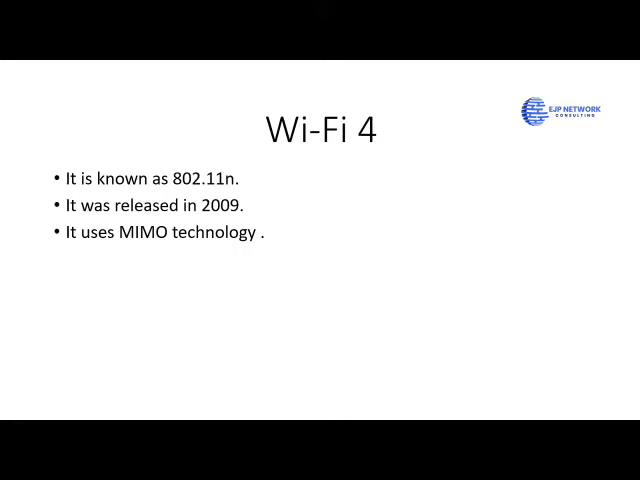 EJP NETWORK
CONSULTING
Wi-Fi 4
• It is known as 802.11n.
• It was released in 2009.
• It uses MIMO technology .